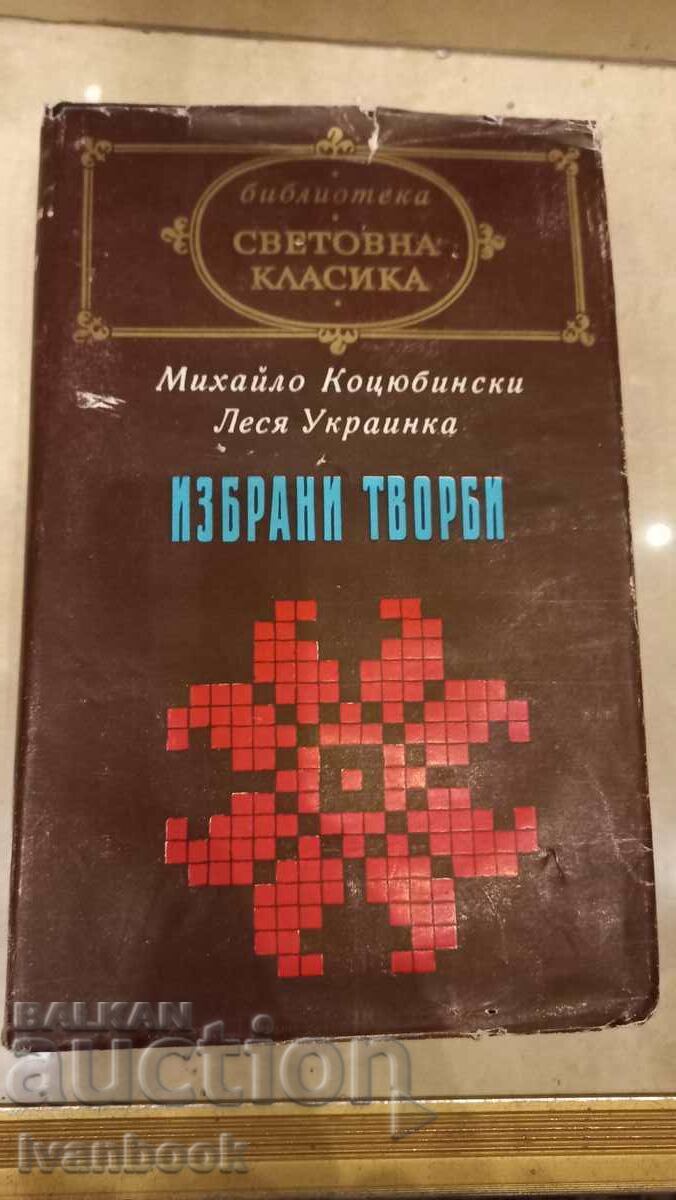 библиотека
СВЕТОВНА
КЛАСИКА
Михайло Коцюбински
Леся Украинка
ИЗБРАНИ ТВОРБИ
BALKAN
auction
Ivanbook